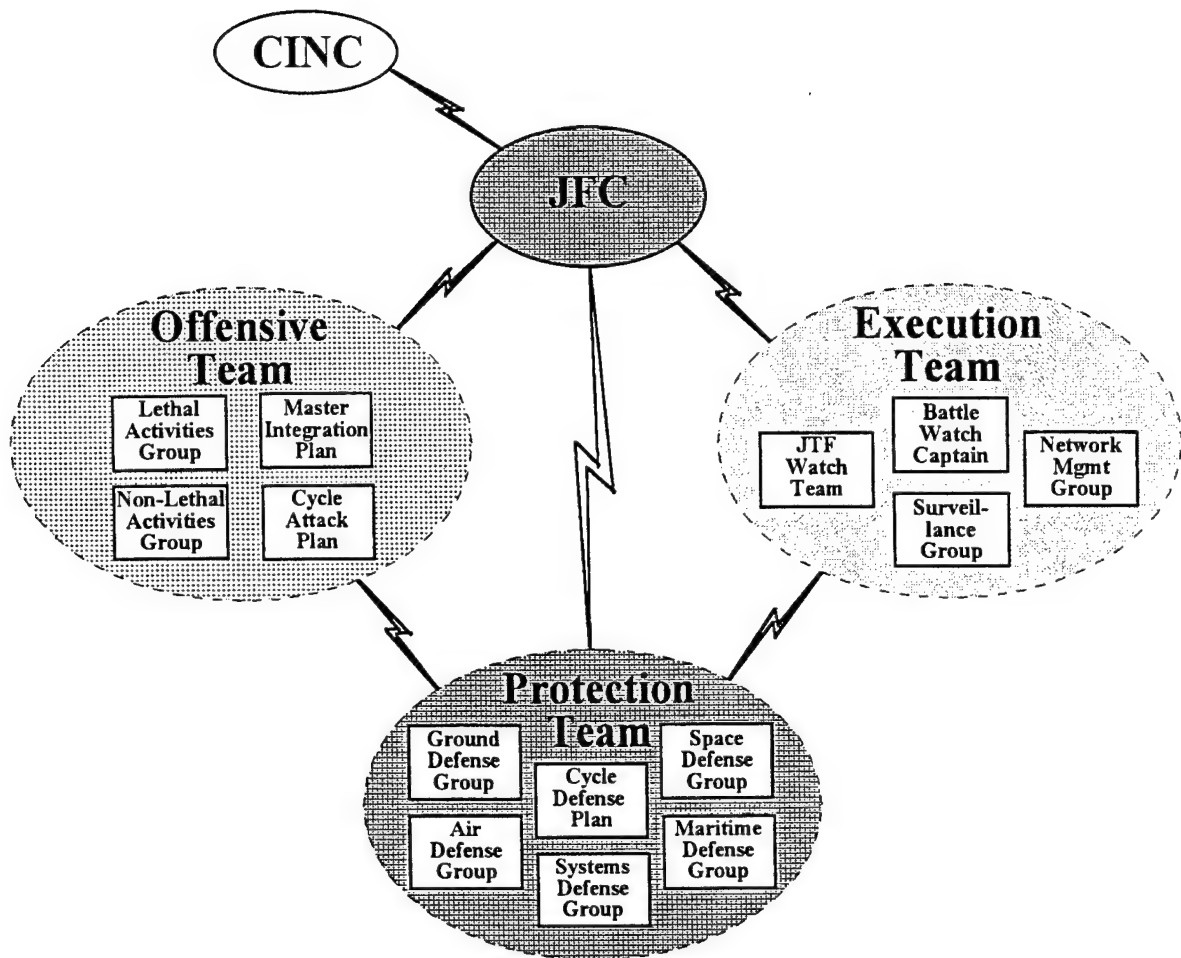 CINC
JFC
Offensive
Team
Lethal
Activities
Group
Master
Integration
Plan
Non-Lethal
Activities
Group
Cycle
Attack
Plan
Execution
Team
JTF
Watch
Team
Battle
Watch
Captain
Network
Mgmt
Group
Surveil-
lance
Group
Protection
Team
Ground
Defense
Group
Cycle
Defense
Plan
Space
Defense
Group
Air
Defense
Group
Systems
Defense
Group
Maritime
Defense
Group